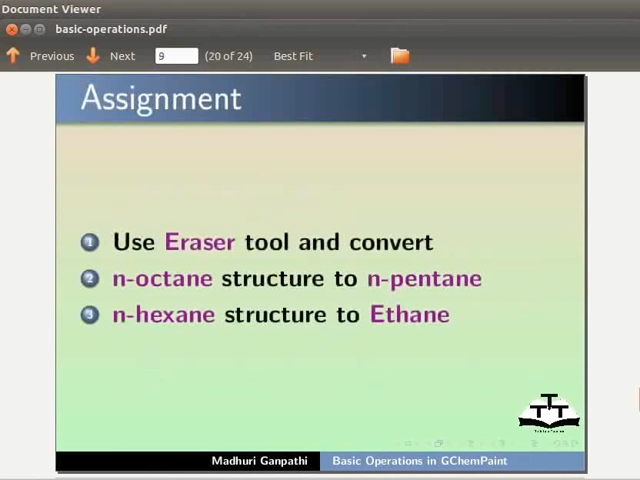 Document Viewer
basic-operations.pdf
Previous Next 9 (20 of 24) Best Fit
Assignment
1 Use Eraser tool and convert
2 n-octane structure to n-pentane
3 n-hexane structure to Ethane
TTT
Madhuri Ganpathi Basic Operations in GChemPaint